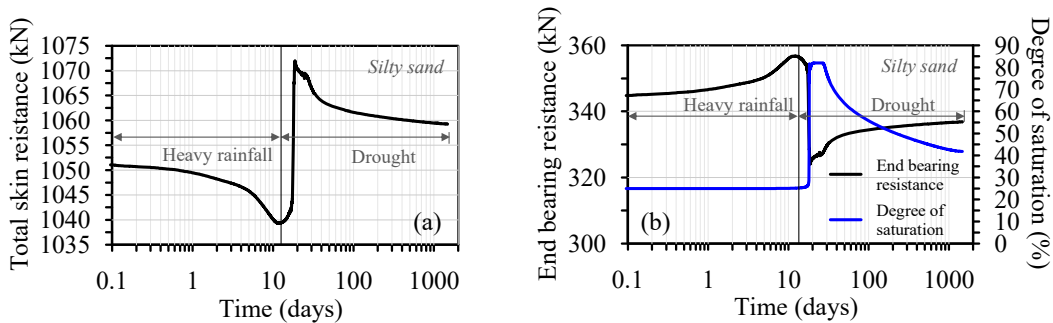 Total skin resistance (kN)
1075
1070
1065
1060
1055
1050
1045
1040
1035
Silty sand
Heavy rainfall
Drought
(a)
0.1
1
10
100
1000
Time (days)
End bearing reistance (kN)
360
340
320
300
Silty sand
Heavy rainfall
Drought
End bearing
resistance
Degree of
saturation
(b)
90
80
70
60
50
40
30
20
10
0
Degree of saturation (%)
0.1
1
10
100
1000
Time (days)